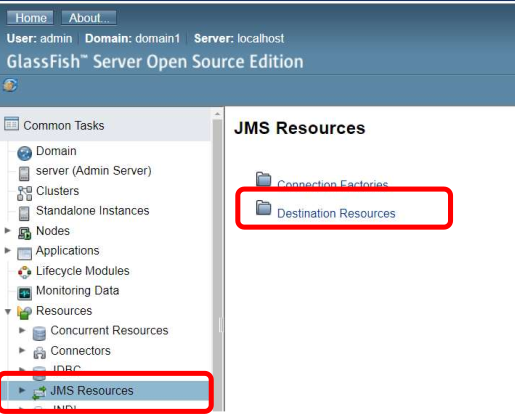 Home About...
User: admin Domain: domain1 Server: localhost
GlassFish™ Server Open Source Edition
Common Tasks
Domain
server (Admin Server)
Clusters
Standalone Instances
Nodes
Applications
Lifecycle Modules
Monitoring Data
Resources
Concurrent Resources
Connectors
JDBC
JMS Resources
JNDI
JMS Resources
Connection Factories
Destination Resources